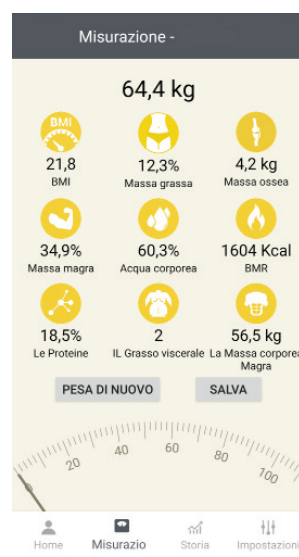 Misurazione -
64,4 kg
BMI
21,8
12,3%
4,2 kg
BMI
Massa grassa
Massa ossea
34,9%
60,3%
1604 Kcal
Massa magra
Acqua corporea
BMR
18,5%
2
56,5 kg
Le Proteine
IL Grasso viscerale
La Massa corporea
Magra
PESA DI NUOVO
SALVA
20
40
60
80
100
Home
Misurazio
Storia
Impostazioni